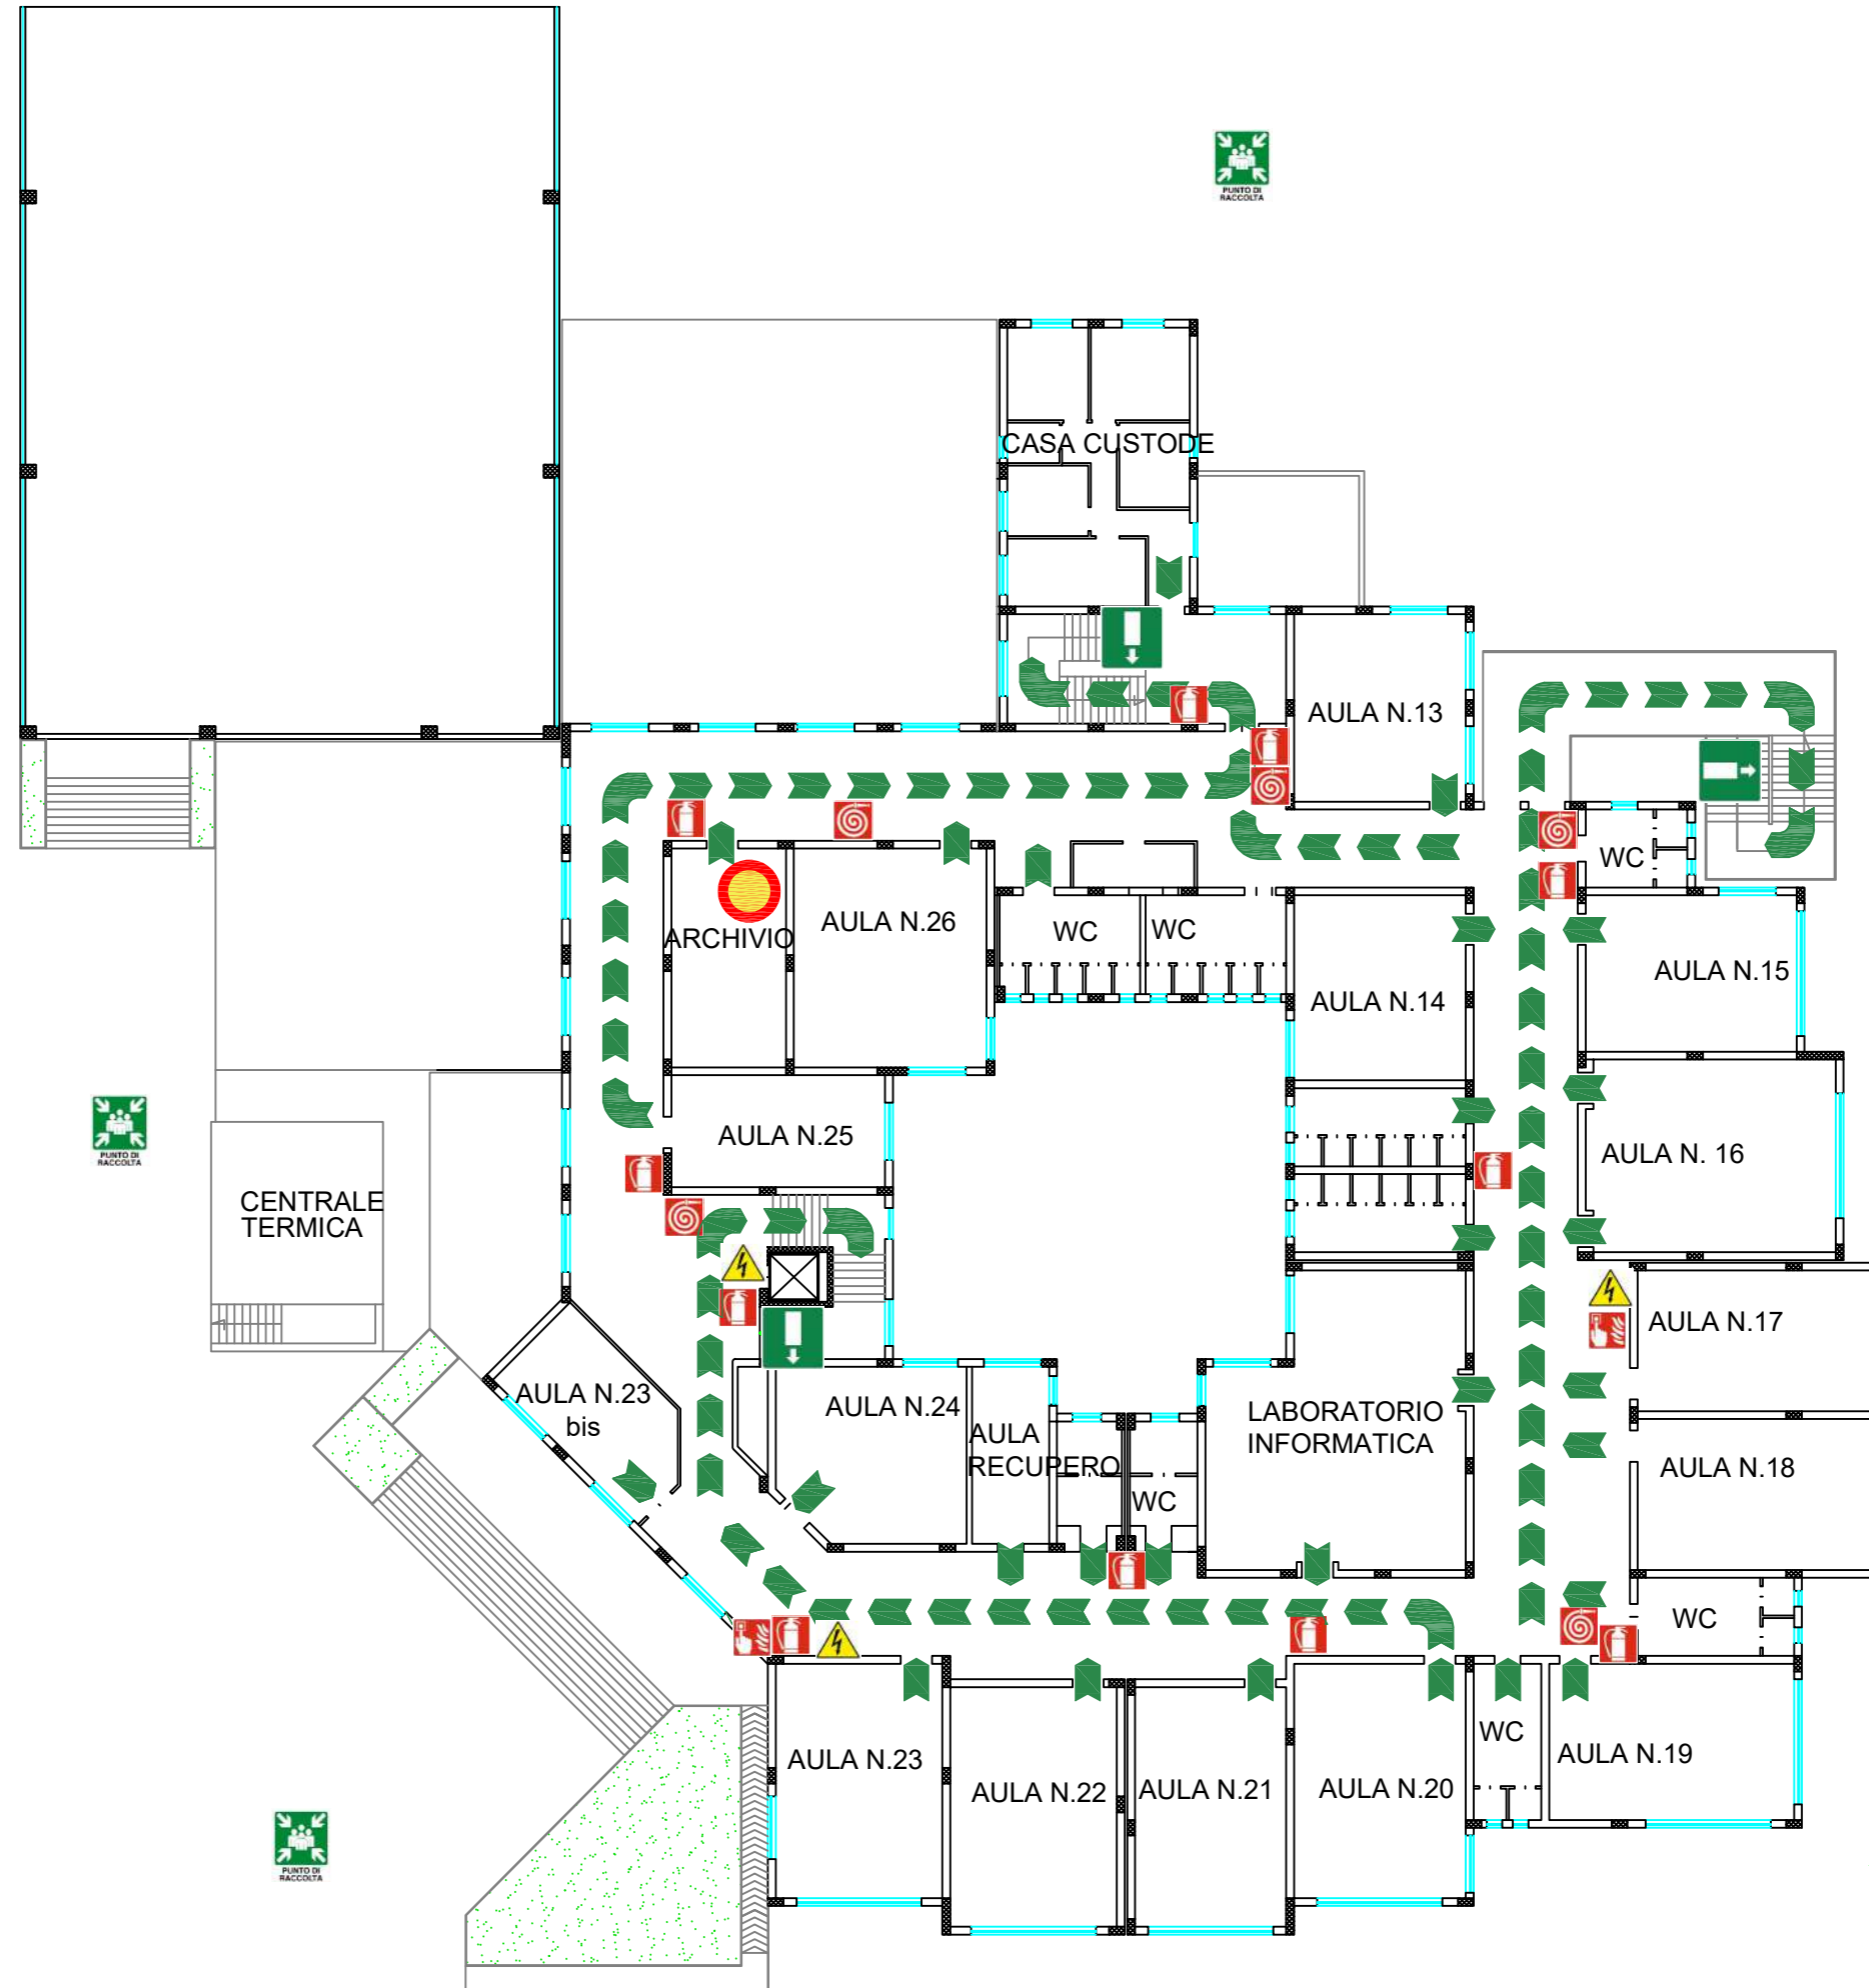 PUNTO DI
RACCOLTA
CASA CUSTODE
AULA N.13
WC
ARCHIVIO
AULA N.26
WC
WC
AULA N.14
AULA N.15
AULA N.25
AULA N. 16
PUNTO DI
RACCOLTA
CENTRALE
TERMICA
AULA N.17
AULA N.23
bis
AULA N.24
AULA
RECUPERO
WC
LABORATORIO
INFORMATICA
AULA N.18
WC
AULA N.23
AULA N.22
AULA N.21
AULA N.20
WC
AULA N.19
PUNTO DI
RACCOLTA